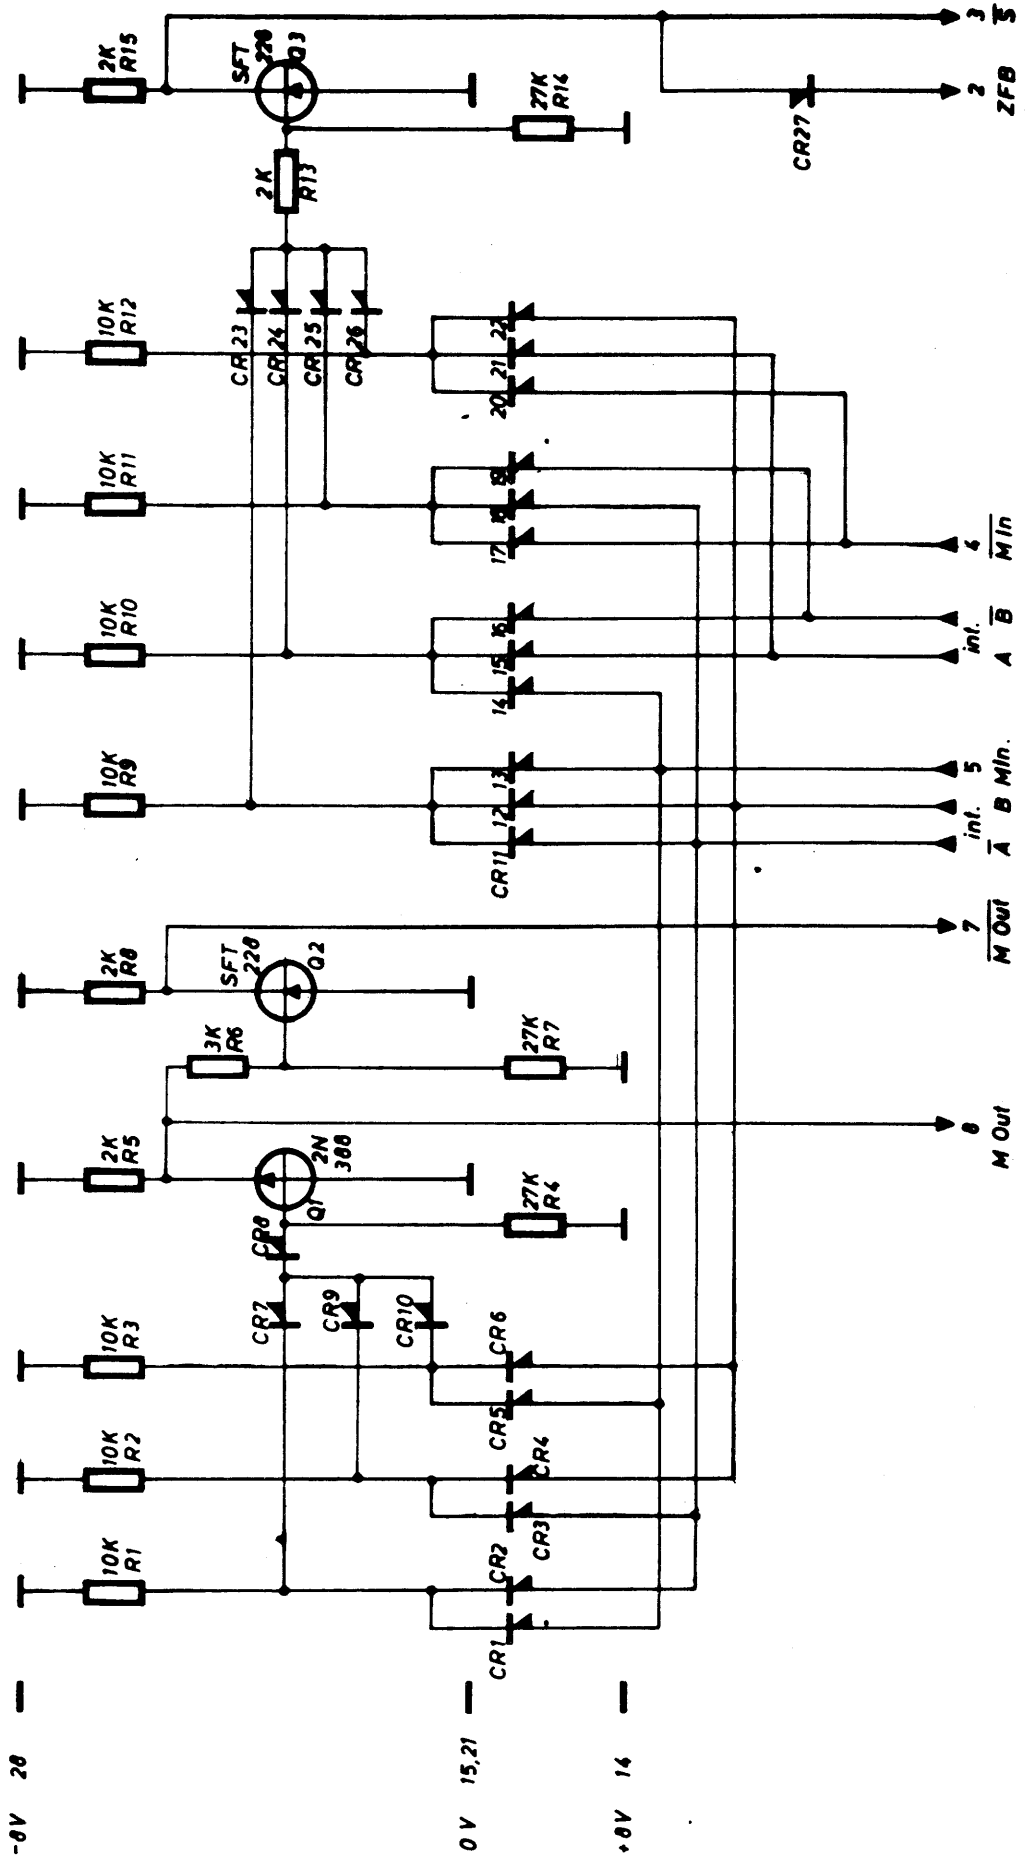 -8V 28
0V 15,21
+8V 14
10K
R1
10K
R2
10K
R3
2K
R5
3K
R6
2K
R8
10K
R9
10K
R10
10K
R11
10K
R12
2K
R15
CR7
CR8
CR9
CR10
Q1
2N
388
27K
R4
SFT
228
Q2
27K
R7
CR23
CR24
CR25
CR26
2K
R13
SFT
228
Q3
27K
R14
CR1
CR2
CR3
CR4
CR5
CR6
CR11
12
13
14
15
16
17
18
19
20
21
22
CR27
8
M Out
7
M̅ ̅O̅u̅t̅
A̅
int.
B
5
MIn.
A
int.
B̅
4
M̅ ̅I̅n̅
2
ZFB
3
S̅